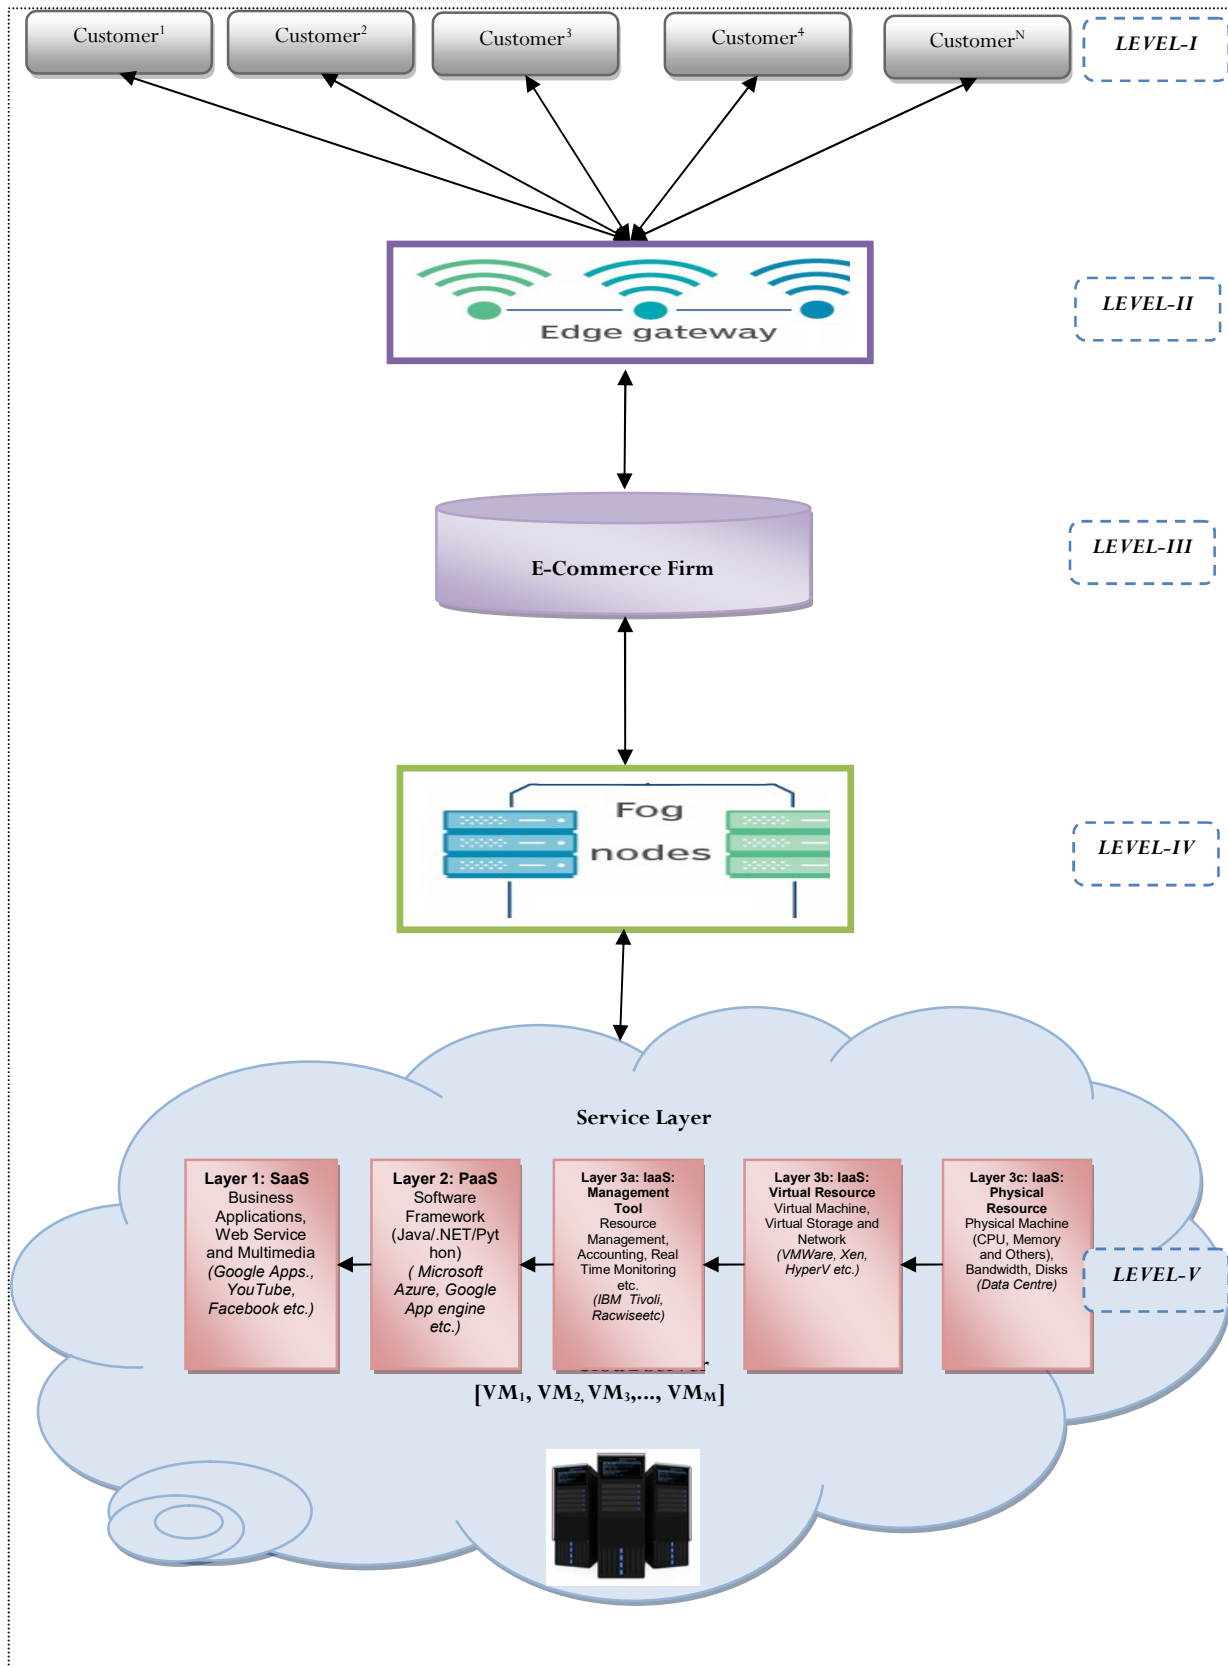 Customer¹
Customer²
Customer³
Customer⁴
Customerᴺ
LEVEL-I
Edge gateway
LEVEL-II
E-Commerce Firm
LEVEL-III
Fog
nodes
LEVEL-IV
Service Layer
Layer 1: SaaS
Business
Applications,
Web Service
and Multimedia
(Google Apps.,
YouTube,
Facebook etc.)
Layer 2: PaaS
Software
Framework
(Java/.NET/Pyt
hon)
( Microsoft
Azure, Google
App engine
etc.)
Layer 3a: IaaS:
Management
Tool
Resource
Management,
Accounting, Real
Time Monitoring
etc.
(IBM Tivoli,
Racwiseetc)
Layer 3b: IaaS:
Virtual Resource
Virtual Machine,
Virtual Storage and
Network
(VMWare, Xen,
HyperV etc.)
Layer 3c: IaaS:
Physical
Resource
Physical Machine
(CPU, Memory
and Others),
Bandwidth, Disks
(Data Centre)
LEVEL-V
[VM₁, VM₂, VM₃,..., VMM]